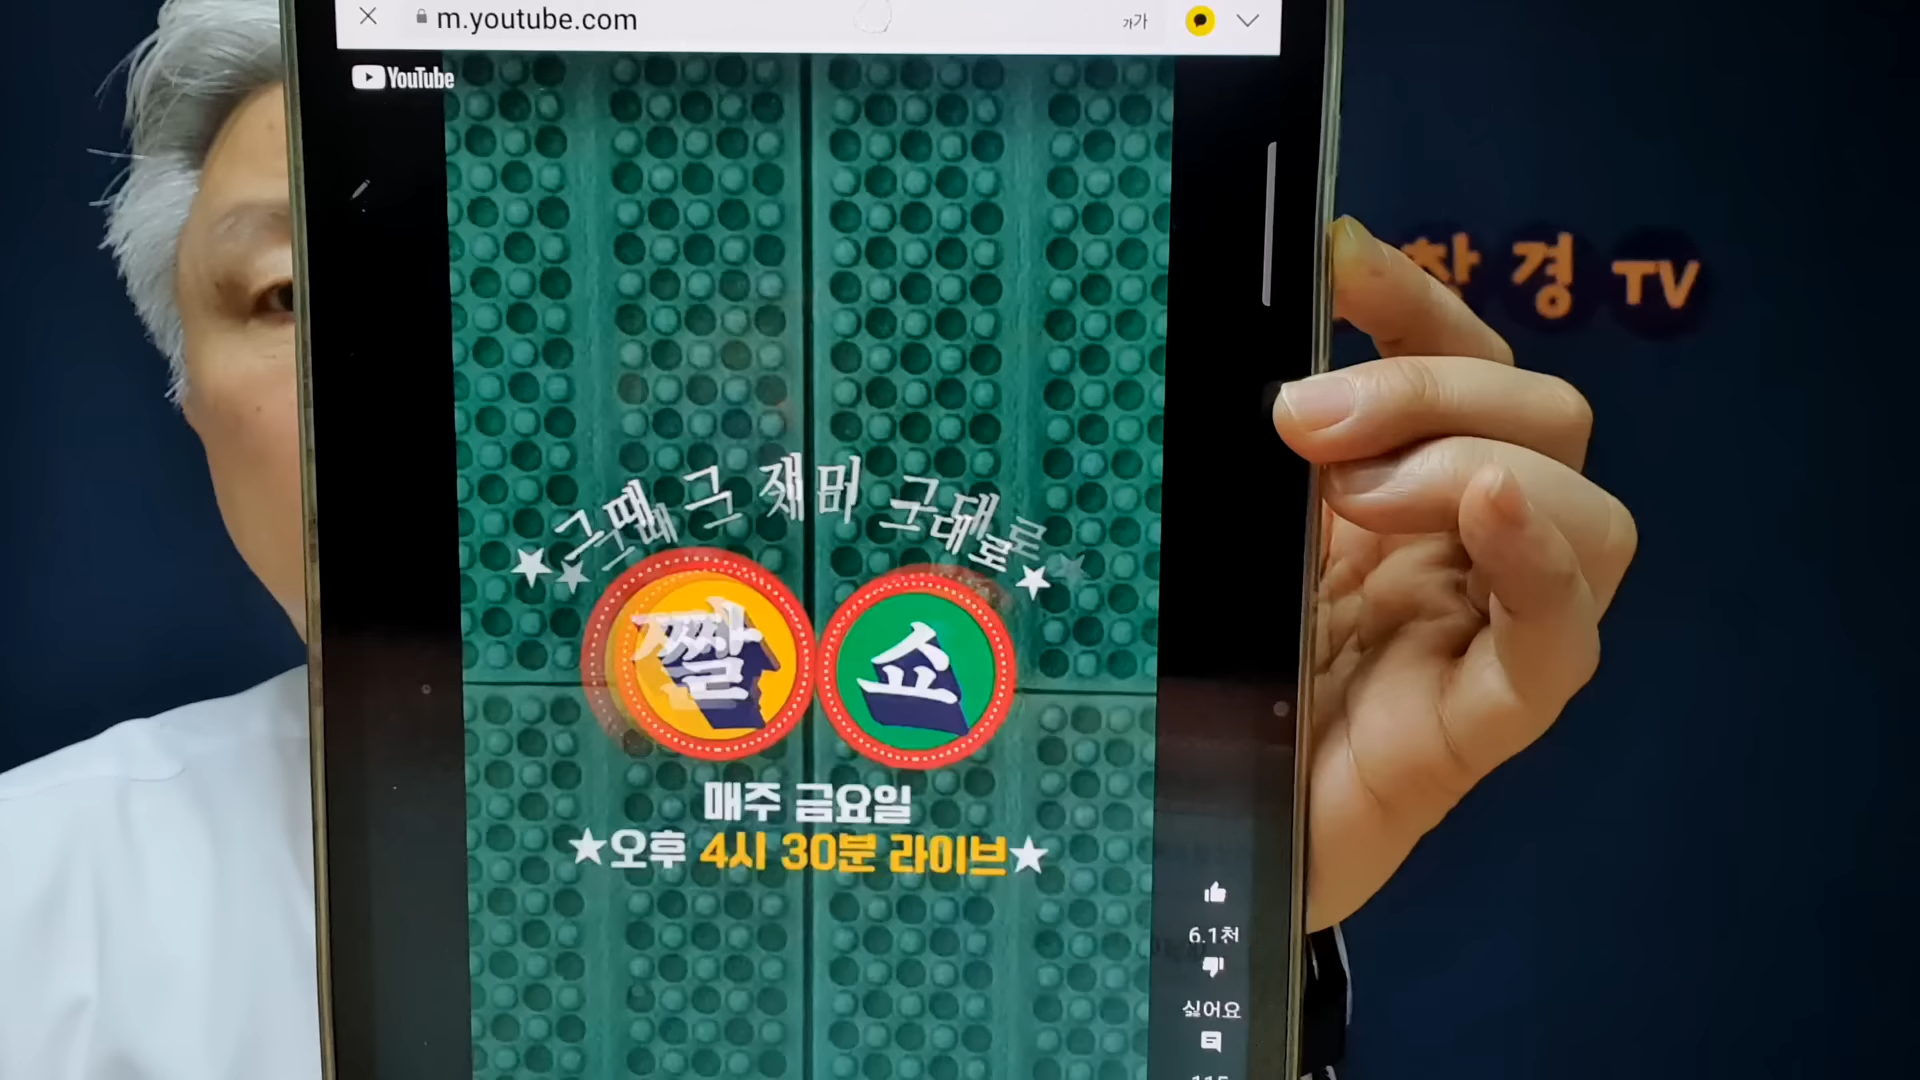 m.youtube.com
가가
YouTube
창경 TV
그때 그 재미 그대로
짤쇼
매주 금요일
★오후 4시 30분 라이브★
6.1천
싫어요